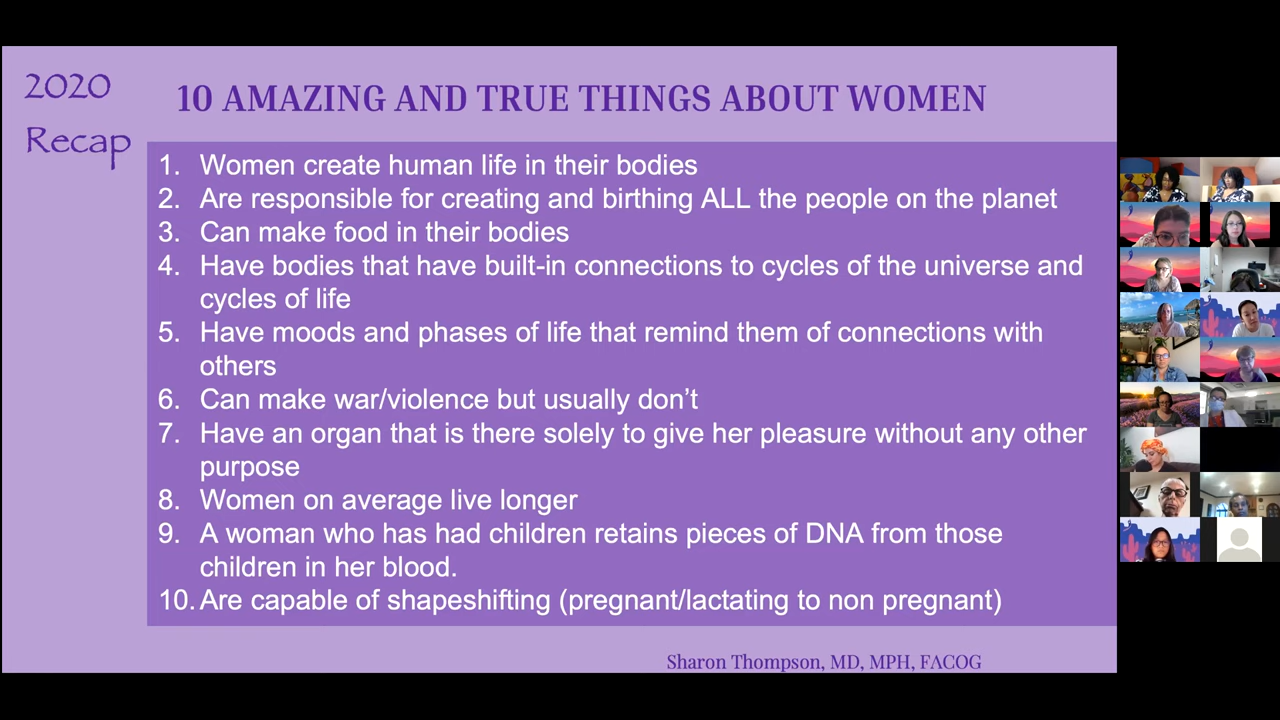 2020
Recap
10 AMAZING AND TRUE THINGS ABOUT WOMEN
1. Women create human life in their bodies
2. Are responsible for creating and birthing ALL the people on the planet
3. Can make food in their bodies
4. Have bodies that have built-in connections to cycles of the universe and
cycles of life
5. Have moods and phases of life that remind them of connections with
others
6. Can make war/violence but usually don’t
7. Have an organ that is there solely to give her pleasure without any other
purpose
8. Women on average live longer
9. A woman who has had children retains pieces of DNA from those
children in her blood.
10. Are capable of shapeshifting (pregnant/lactating to non pregnant)
Sharon Thompson, MD, MPH, FACOG